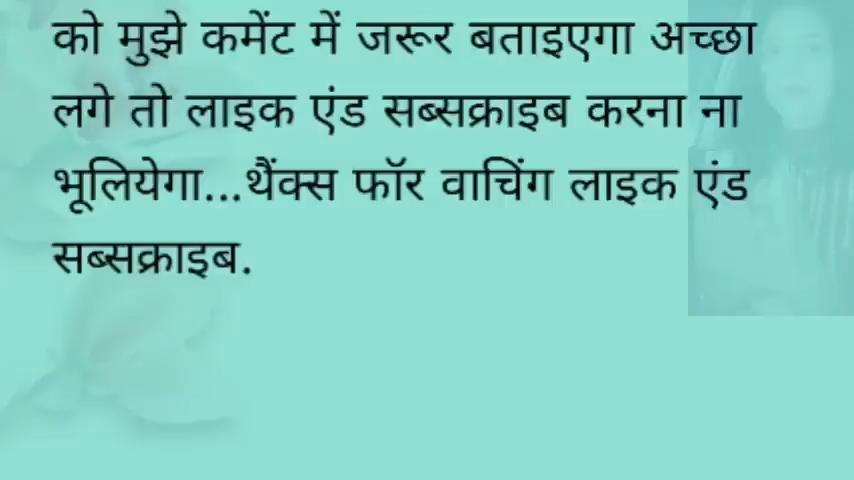 को मुझे कमेंट में जरूर बताइएगा अच्छा
लगे तो लाइक एंड सब्सक्राइब करना ना
भूलियेगा...थैंक्स फॉर वाचिंग लाइक एंड
सब्सक्राइब.